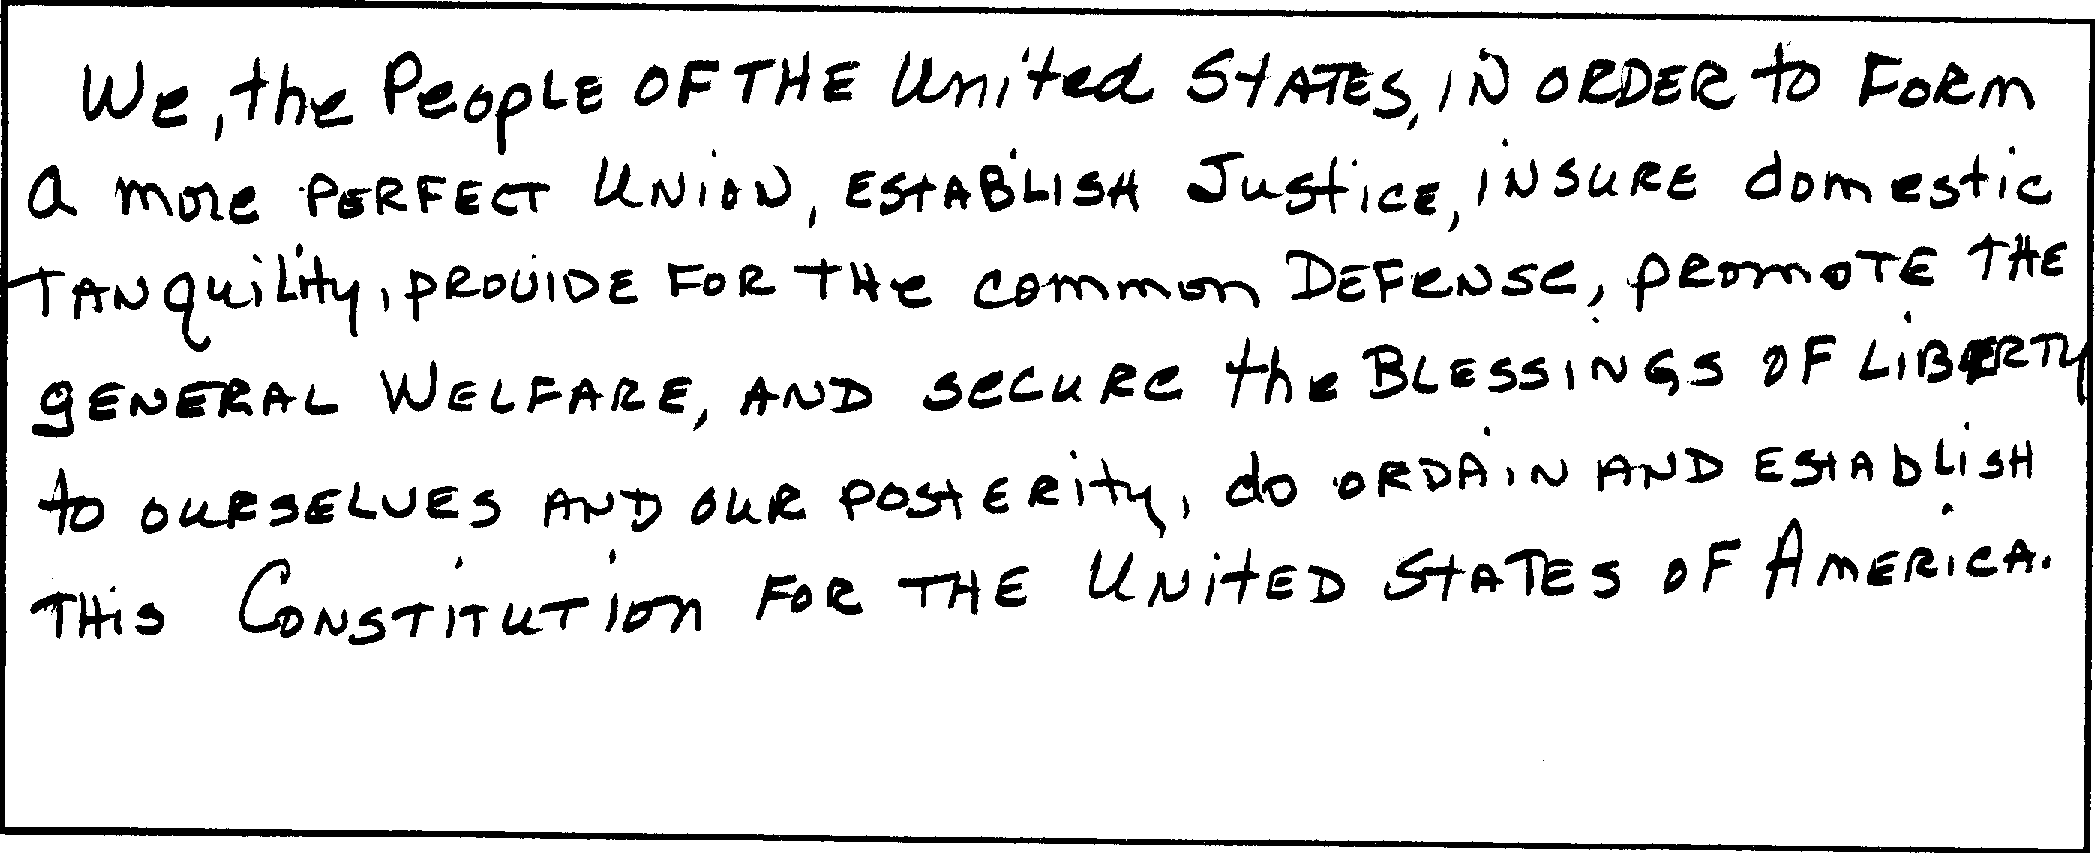 We, the People OF THE United StATES, IN ORDER to FORM
a more PERFECT UNION, ESTABLISH Justice, INSURE domestic
TANquiLity, PROVIDE FOR THe common DEFeNSe, PROMOTE THE
gENERAL WELFARE, AND SeCURe the BLESSINGS OF LiBERTy
to OURSELVES AND OUR POSTERity, do ORDAIN AND ESTAbLiSH
THiS CONSTITUTION FOR THE UNitED STATES OF AMERICA.